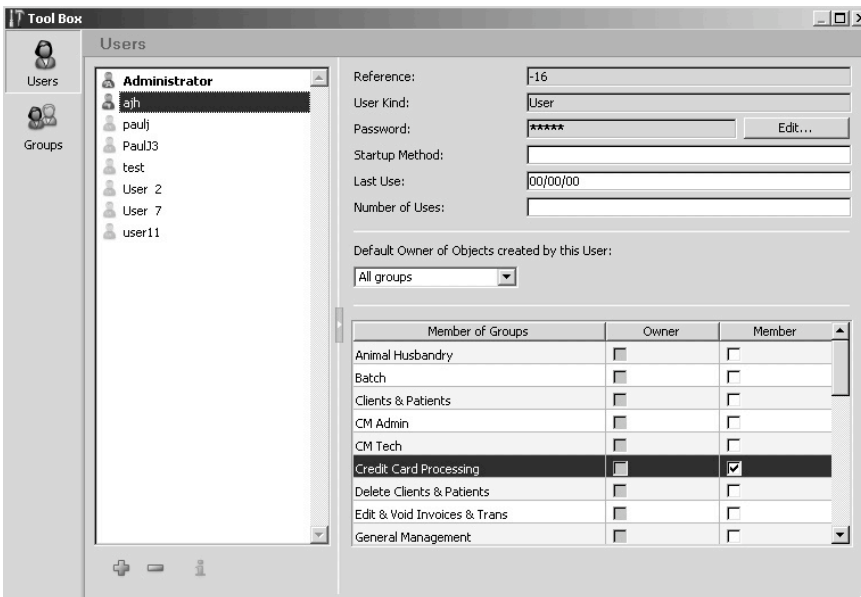 Tool Box
Users
Users
Groups
Administrator
ajh
paulj
PaulJ3
test
User 2
User 7
user11
Reference: -16
User Kind: User
Password: ***** Edit...
Startup Method:
Last Use: 00/00/00
Number of Uses:
Default Owner of Objects created by this User:
All groups
Member of Groups Owner Member
Animal Husbandry
Batch
Clients & Patients
CM Admin
CM Tech
Credit Card Processing
Delete Clients & Patients
Edit & Void Invoices & Trans
General Management